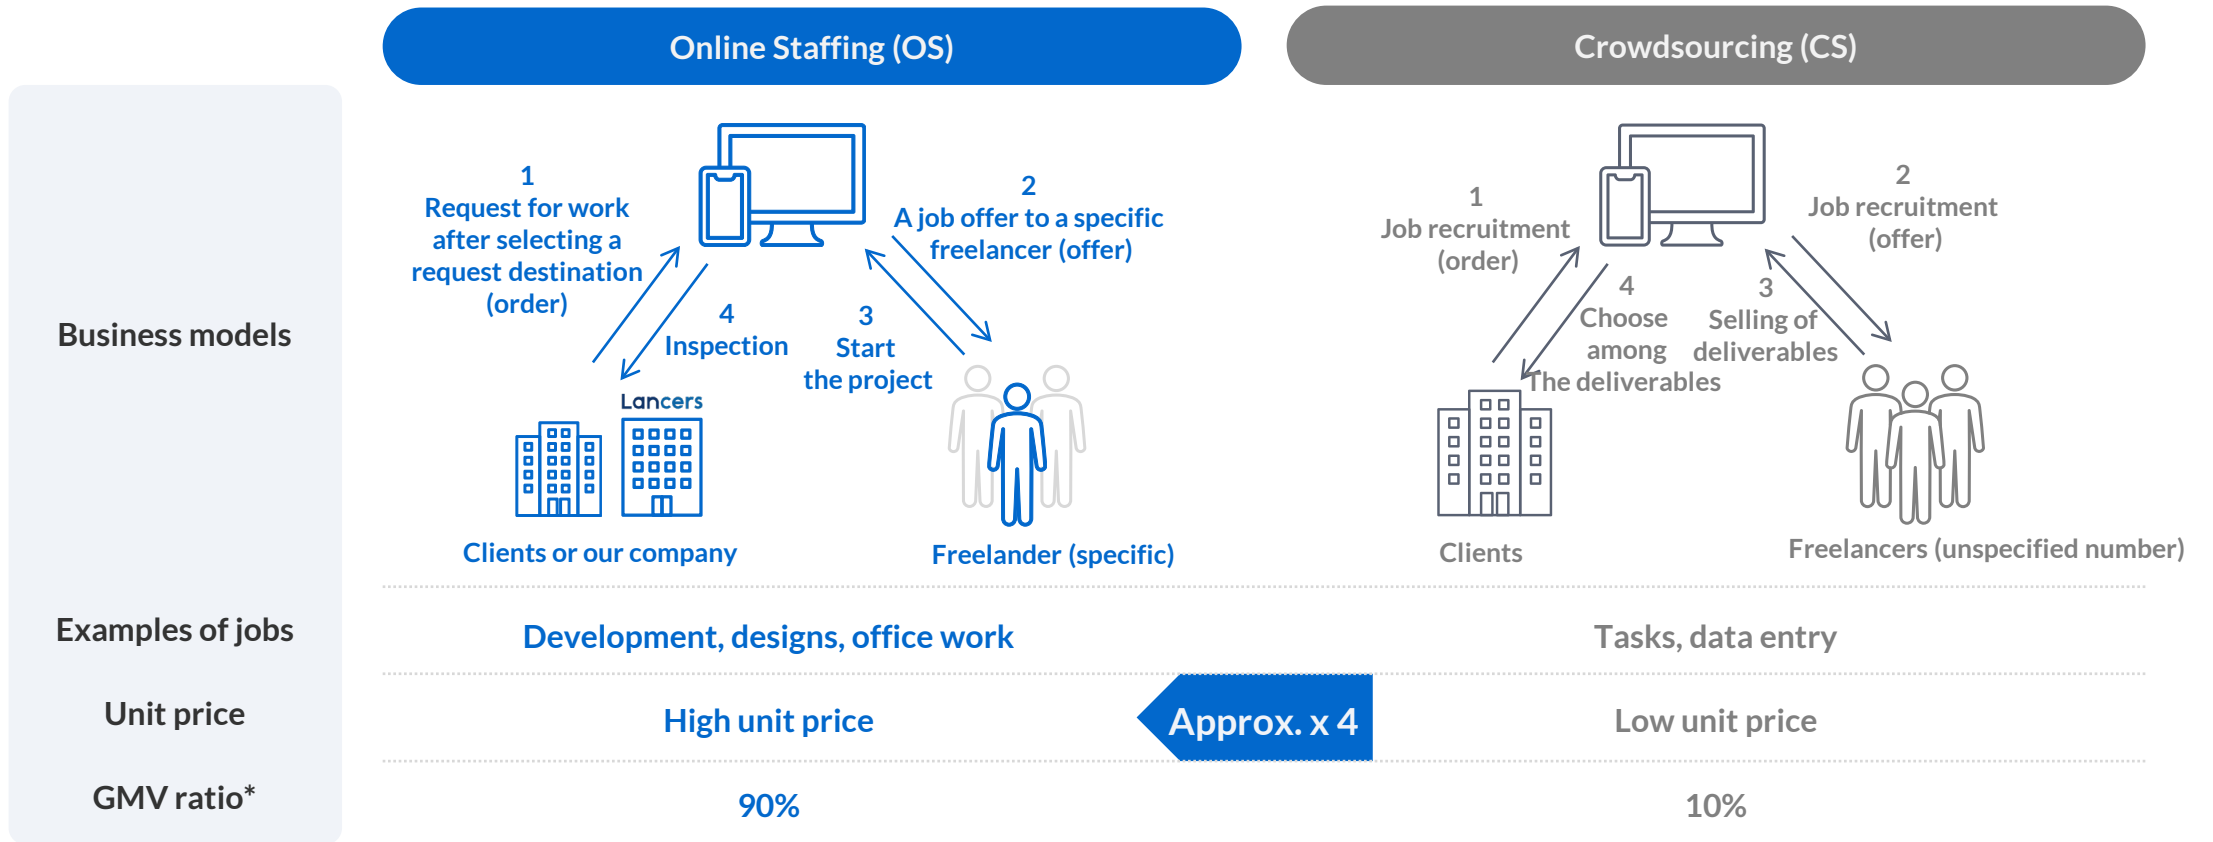 Online Staffing (OS)
Crowdsourcing (CS)
Business models
1
Request for work
after selecting a
request destination
(order)
2
A job offer to a specific
freelancer (offer)
4
Inspection
3
Start
the project
Lancers
Clients or our company
Freelander (specific)
1
Job recruitment
(order)
2
Job recruitment
(offer)
4
Choose
among
The deliverables
3
Selling of
deliverables
Clients
Freelancers (unspecified number)
Examples of jobs
Development, designs, office work
Tasks, data entry
Unit price
High unit price
Approx. x 4
Low unit price
GMV ratio*
90%
10%